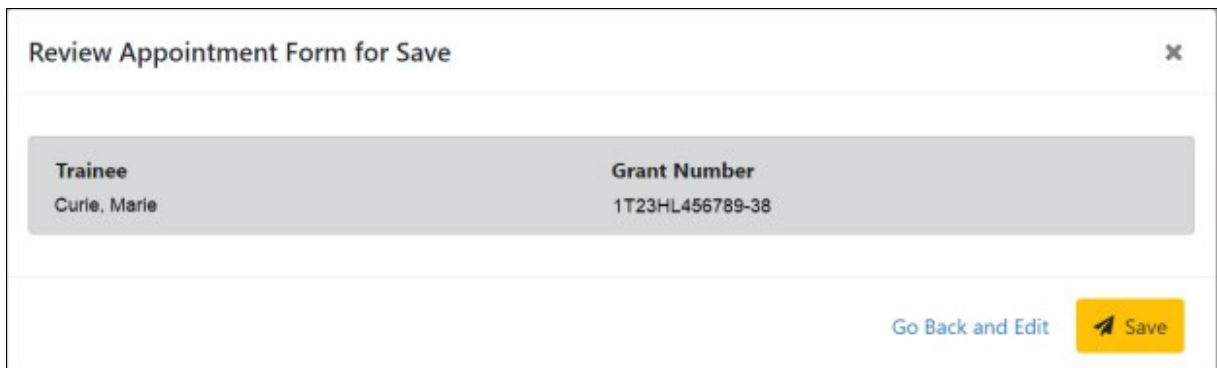 Review Appointment Form for Save
Trainee
Curie, Marie
Grant Number
1T23HL456789-38
Go Back and Edit
Save